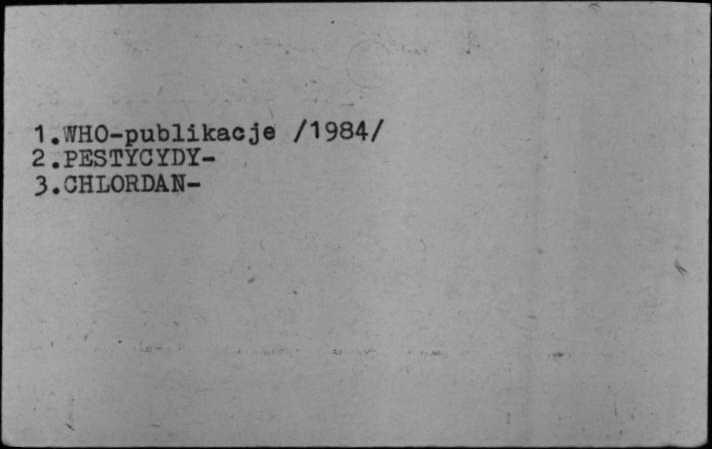 1.WHO-publikacje /1984/
2.PESTYCYDY-
3.CHLORDAN-